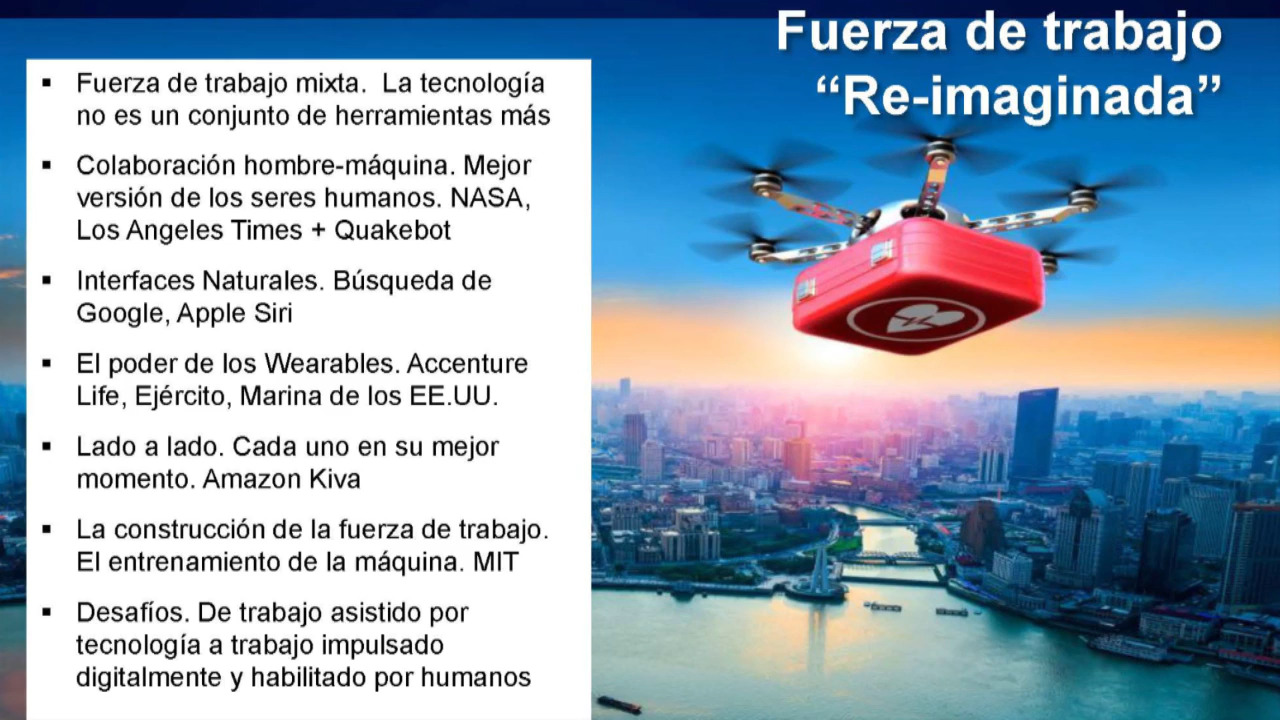 Fuerza de trabajo
“Re-imaginada”
▪ Fuerza de trabajo mixta. La tecnología
no es un conjunto de herramientas más
▪ Colaboración hombre-máquina. Mejor
versión de los seres humanos. NASA,
Los Angeles Times + Quakebot
▪ Interfaces Naturales. Búsqueda de
Google, Apple Siri
▪ El poder de los Wearables. Accenture
Life, Ejército, Marina de los EE.UU.
▪ Lado a lado. Cada uno en su mejor
momento. Amazon Kiva
▪ La construcción de la fuerza de trabajo.
El entrenamiento de la máquina. MIT
▪ Desafíos. De trabajo asistido por
tecnología a trabajo impulsado
digitalmente y habilitado por humanos